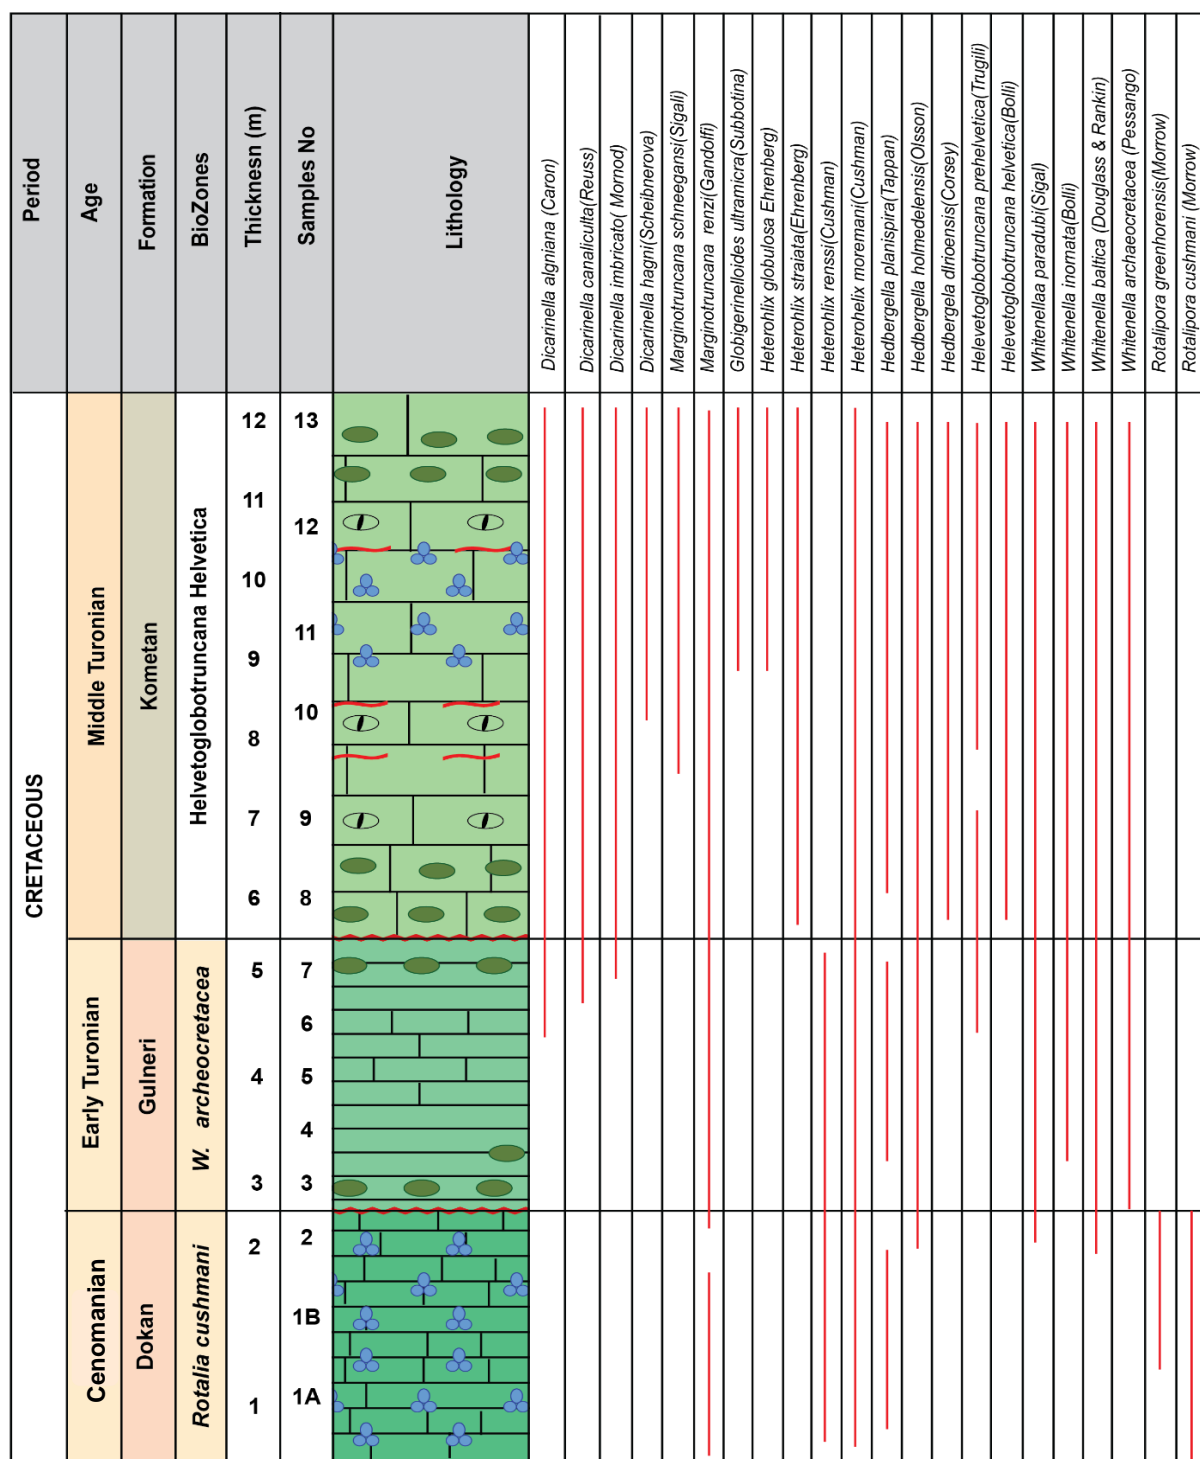 Period
Age
Formation
BioZones
Thicknesn (m)
Samples No
Lithology
Dicarinella algniana (Caron)
Dicarinella canaliculta(Reuss)
Dicarinella imbricato( Mornod)
Dicarinella hagni(Scheibnerova)
Marginotruncana schneegansi(Sigali)
Marginotruncana renzi(Gandolfi)
Globigerinelloides ultramicra(Subbotina)
Heterohlix globulosa Ehrenberg)
Heterohlix straiata(Ehrenberg)
Heterohlix renssi(Cushman)
Heterohelix moremani(Cushman)
Hedbergella planispira(Tappan)
Hedbergella holmedelensis(Olsson)
Hedbergela dlrioensis(Corsey)
Helevetoglobotruncana prehelvetica(Trugili)
Helevetoglobotruncana helvetica(Bolli)
Whitenellaa paradubi(Sigal)
Whitenella inornata(Bolli)
Whitenella baltica (Douglass & Rankin)
Whitenella archaeocretacea (Pessango)
Rotalipora greenhorensis(Morrow)
Rotalipora cushmani (Morrow)
CRETACEOUS
Middle Turonian
Kometan
Helvetoglobotruncana Helvetica
12 13
11
12
10
11
9
10
8
7 9
6 8
Early Turonian
Gulneri
W. archeocretacea
5 7
6
4 5
4
3 3
Cenomanian
Dokan
Rotalia cushmani
2 2
1B
1 1A